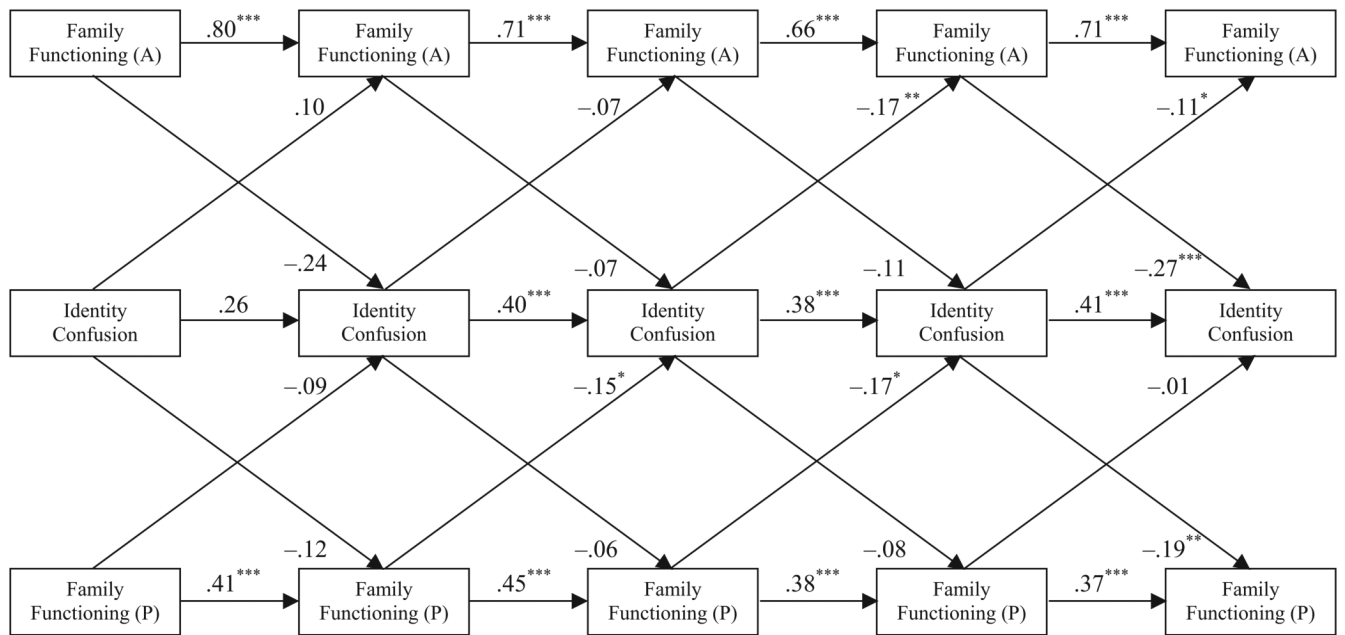 Family
Functioning (A)
.80***
Family
Functioning (A)
.71***
Family
Functioning (A)
.66***
Family
Functioning (A)
.71***
Family
Functioning (A)
.10
–.07
–.17**
–.11*
–.24
–.07
–.11
–.27***
Identity
Confusion
.26
Identity
Confusion
.40***
Identity
Confusion
.38***
Identity
Confusion
.41***
Identity
Confusion
–.09
–.15*
–.17*
–.01
–.12
–.06
–.08
–.19**
Family
Functioning (P)
.41***
Family
Functioning (P)
.45***
Family
Functioning (P)
.38***
Family
Functioning (P)
.37***
Family
Functioning (P)